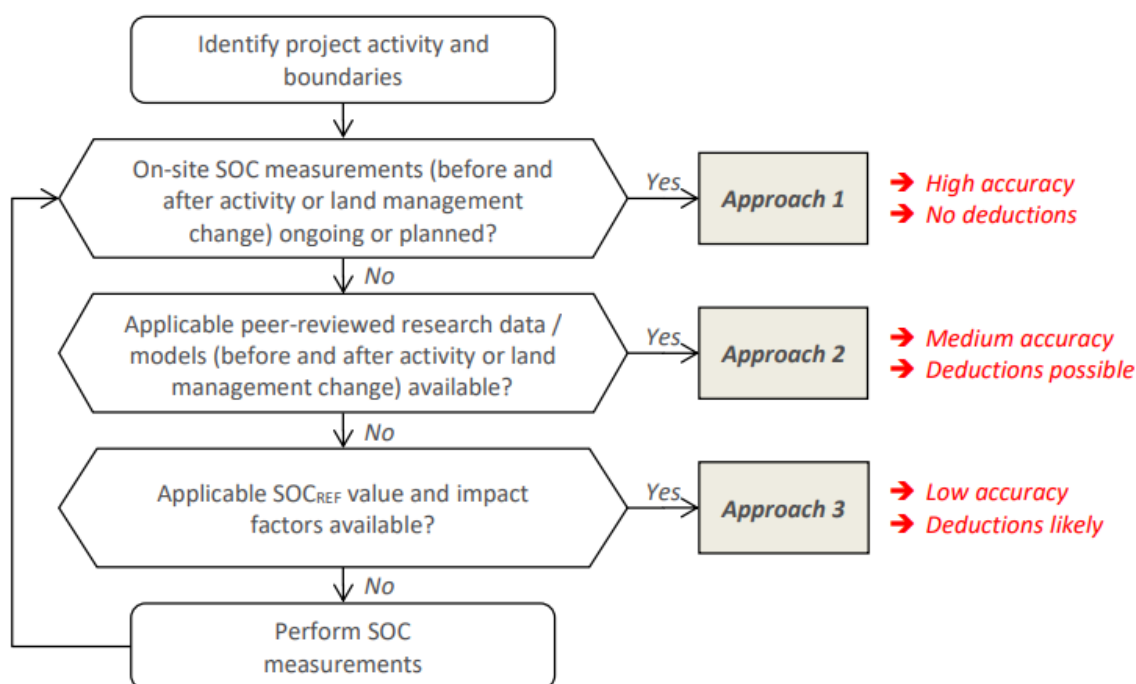 Identify project activity and
boundaries
On-site SOC measurements (before and
after activity or land management
change) ongoing or planned?
Yes
Approach 1
➔ High accuracy
➔ No deductions
No
Applicable peer-reviewed research data /
models (before and after activity or land
management change) available?
Yes
Approach 2
➔ Medium accuracy
➔ Deductions possible
No
Applicable SOCREF value and impact
factors available?
Yes
Approach 3
➔ Low accuracy
➔ Deductions likely
No
Perform SOC
measurements